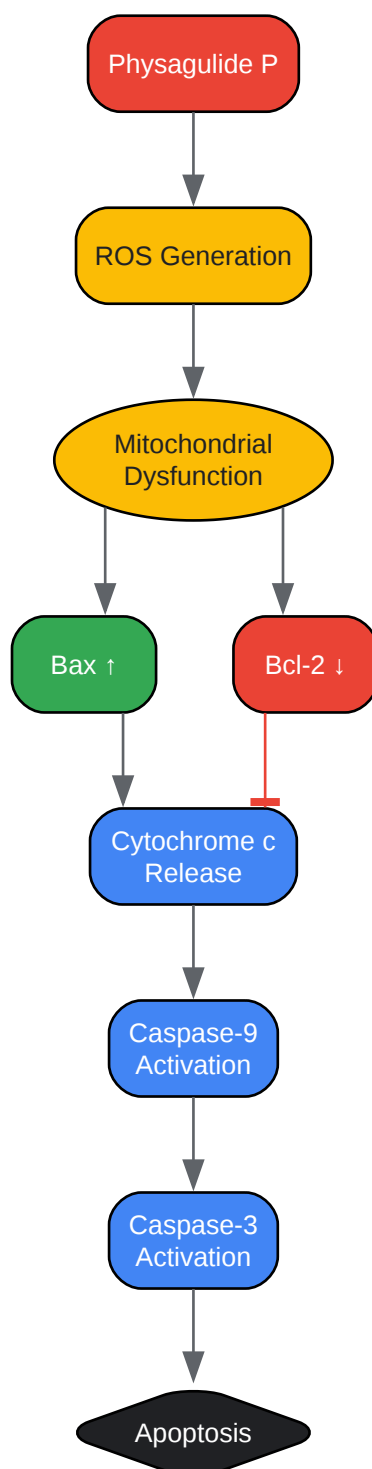 Physagulide P
ROS Generation
Mitochondrial
Dysfunction
Bax ↑
Bcl-2 ↓
Cytochrome c
Release
Caspase-9
Activation
Caspase-3
Activation
Apoptosis